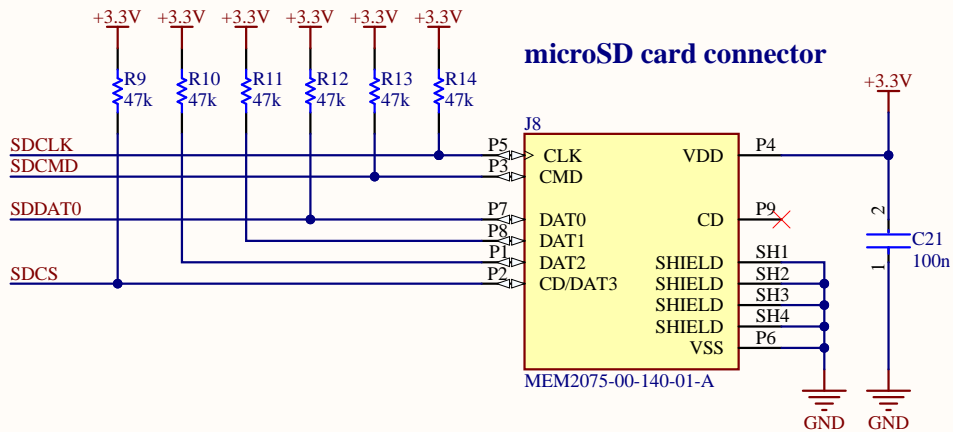 +3.3V +3.3V +3.3V +3.3V +3.3V +3.3V
microSD card connector
R9 R10 R11 R12 R13 R14
47k 47k 47k 47k 47k 47k
+3.3V
J8
SDCLK P5 CLK VDD P4
SDCMD P3 CMD
SDDAT0 P7 DAT0 CD P9
2
P8 DAT1
C21
P1 DAT2 SHIELD SH1
100n
1
SDCS P2 CD/DAT3 SHIELD SH2
SHIELD SH3
SHIELD SH4
VSS P6
MEM2075-00-140-01-A
GND GND